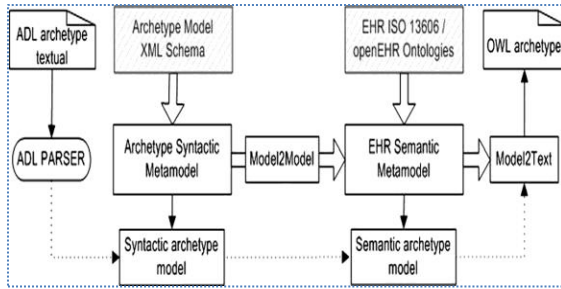 ADL archetype
textual
Archetype Model
XML Schema
EHR ISO 13606 /
openEHR Ontologies
OWL archetype
ADL PARSER
Archetype Syntactic
Metamodel
Model2Model
EHR Semantic
Metamodel
Model2Text
Syntactic archetype
model
Semantic archetype
model